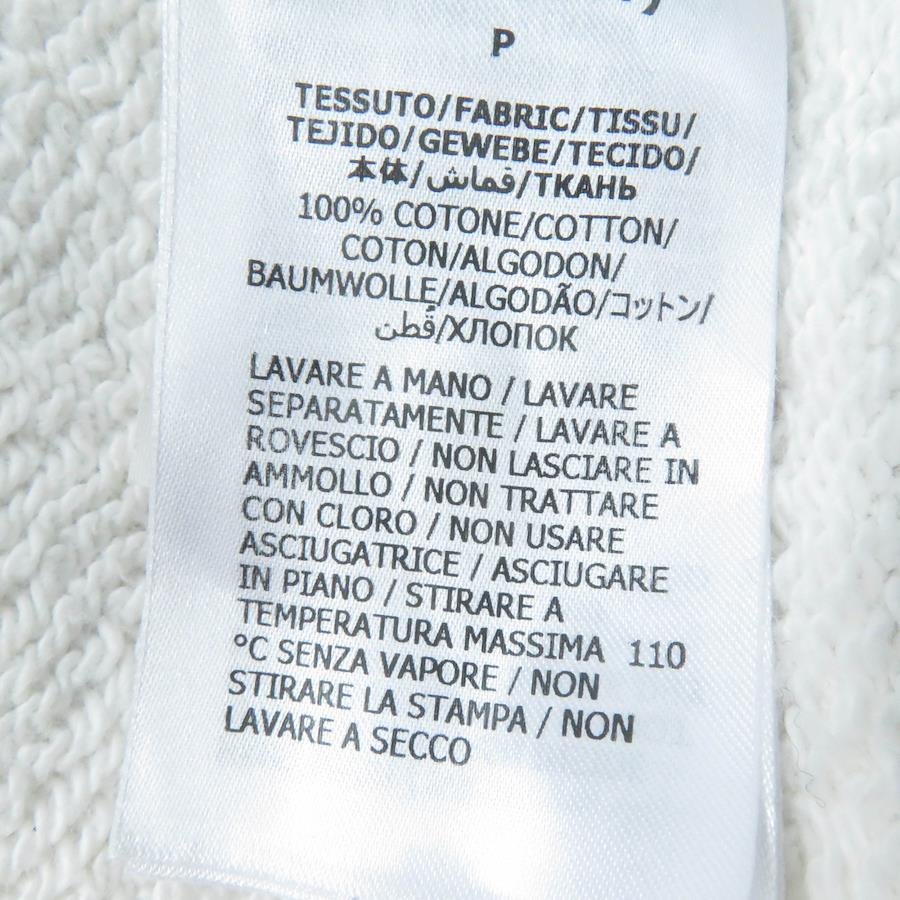 P
TESSUTO/FABRIC/TISSU/
TEJIDO/GEWEBE/TECIDO/
本体/قماش/ТКАНЬ
100% COTONE/COTTON/
COTON/ALGODON/
BAUMWOLLE/ALGODÃO/コットン/
قُطن/ХЛОПОК
LAVARE A MANO / LAVARE
SEPARATAMENTE / LAVARE A
ROVESCIO / NON LASCIARE IN
AMMOLLO / NON TRATTARE
CON CLORO / NON USARE
ASCIUGATRICE / ASCIUGARE
IN PIANO / STIRARE A
TEMPERATURA MASSIMA 110
°C SENZA VAPORE / NON
STIRARE LA STAMPA / NON
LAVARE A SECCO